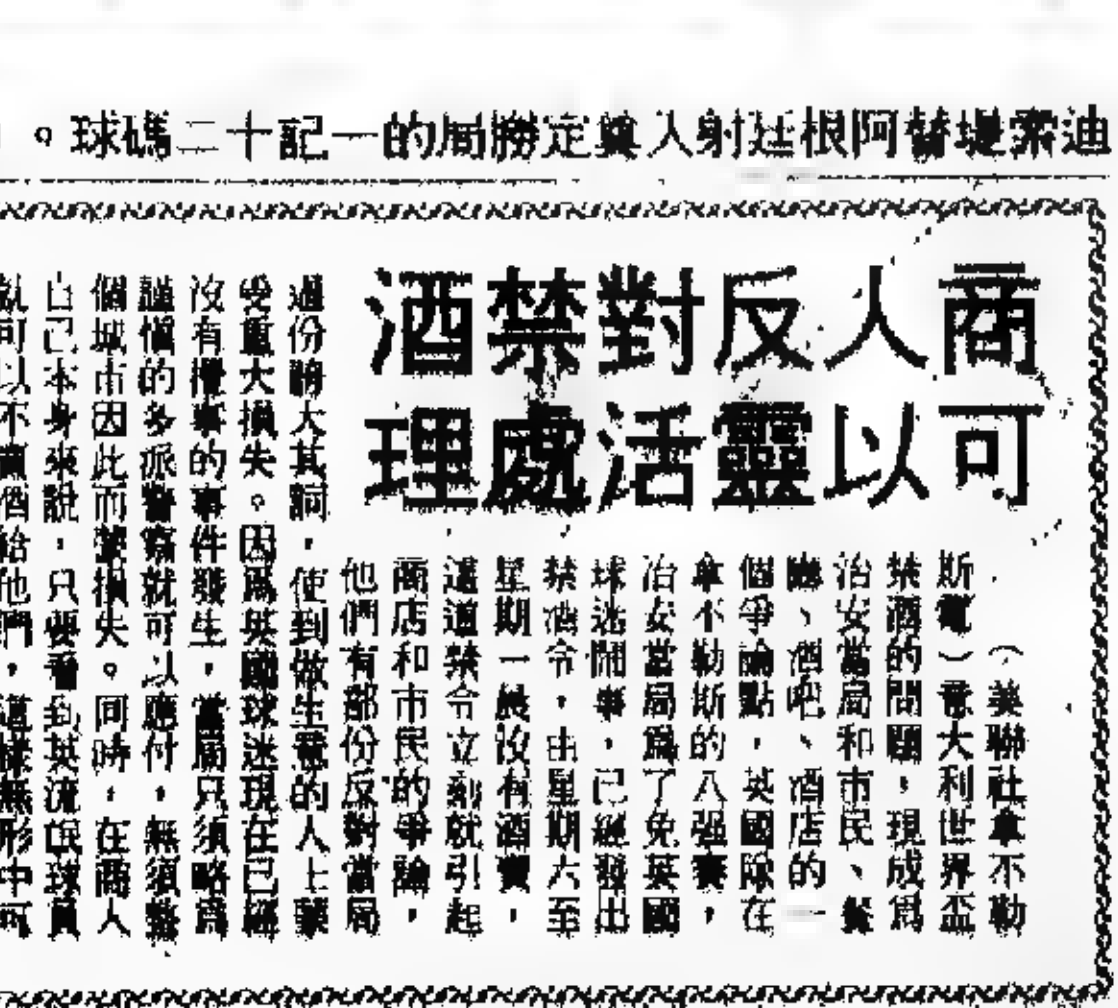 迪索堤替阿根廷射入奠定勝局的一記十二碼球。
商人反對禁酒
可以靈活處理
（美聯社拿不勒
斯電）意大利世界盃
禁酒的問題，現成爲
治安當局和市民、餐
廳、酒吧、酒店的一
個爭論點，英國隊在
拿不勒斯的八强賽，
治安當局爲了免英國
球迷鬧事，已經發出
禁酒令，由星期六至
星期一晨沒有酒賣，
這道禁令立刻就引起
商店和市民的爭論，
他們有部份反對當局
過份誇大其詞，使到做生意的人上蒙
受重大損失。因爲英國球迷現在已經
沒有攪事的事件發生，當局只須略爲
謹愼的多派警察就可以應付，無須整
個城市因此而蒙損失。同時，在商人
自己本身來說，只要看到英流氓球員
就可以不賣酒給他們，這樣無形中可